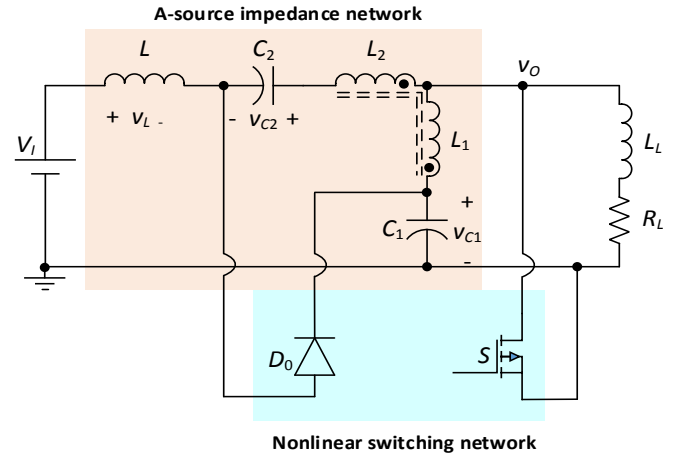 A-source impedance network
L C2 L2 vO
+ vL - - vC2 +
VI L1 LL
+
C1 vC1 RL
-
D0 S
Nonlinear switching network